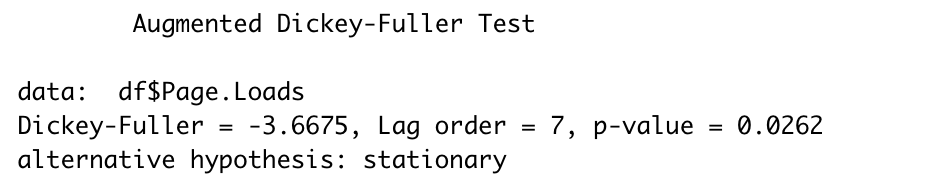 Augmented Dickey-Fuller Test
data:  df$Page.Loads
Dickey-Fuller = -3.6675, Lag order = 7, p-value = 0.0262
alternative hypothesis: stationary